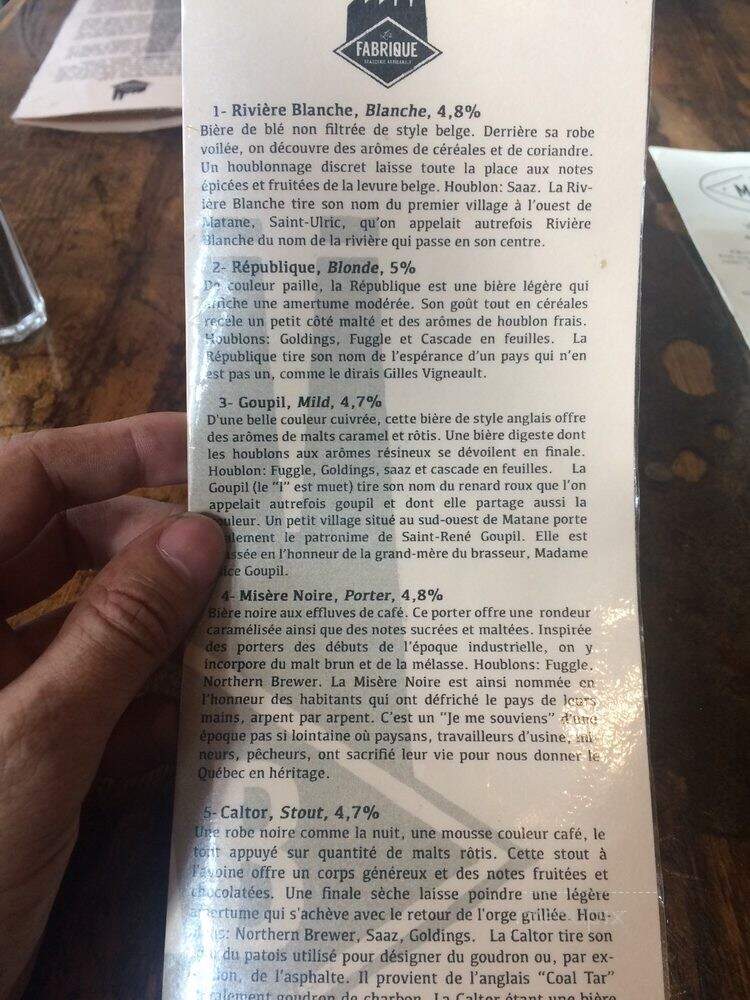 La
FABRIQUE
BRASSERIE ARTISANALE
1- Rivière Blanche, Blanche, 4,8%
Bière de blé non filtrée de style belge. Derrière sa robe
voilée, on découvre des arômes de céréales et de coriandre.
Un houblonnage discret laisse toute la place aux notes
épicées et fruitées de la levure belge. Houblon: Saaz. La Riv-
ière Blanche tire son nom du premier village à l'ouest de
Matane, Saint-Ulric, qu'on appelait autrefois Rivière
Blanche du nom de la rivière qui passe en son centre.
2- République, Blonde, 5%
De couleur paille, la République est une bière légère qui
affiche une amertume modérée. Son goût tout en céréales
recèle un petit côté malté et des arômes de houblon frais.
Houblons: Goldings, Fuggle et Cascade en feuilles. La
République tire son nom de l'espérance d'un pays qui n'en
est pas un, comme le dirais Gilles Vigneault.
3- Goupil, Mild, 4,7%
D'une belle couleur cuivrée, cette bière de style anglais offre
des arômes de malts caramel et rôtis. Une bière digeste dont
les houblons aux arômes résineux se dévoilent en finale.
Houblon: Fuggle, Goldings, saaz et cascade en feuilles. La
Goupil (le "l" est muet) tire son nom du renard roux que l'on
appelait autrefois goupil et dont elle partage aussi la
couleur. Un petit village situé au sud-ouest de Matane porte
également le patronime de Saint-René Goupil. Elle est
brassée en l'honneur de la grand-mère du brasseur, Madame
Goupil.
4- Misère Noire, Porter, 4,8%
Bière noire aux effluves de café. Ce porter offre une rondeur
caramélisée ainsi que des notes sucrées et maltées. Inspirée
des porters des débuts de l'époque industrielle, on y
incorpore du malt brun et de la mélasse. Houblons: Fuggle,
Northern Brewer. La Misère Noire est ainsi nommée en
l'honneur des habitants qui ont défriché le pays de leurs
mains, arpent par arpent. C'est un "Je me souviens" d'une
époque pas si lointaine où paysans, travailleurs d'usine, mi-
neurs, pêcheurs, ont sacrifié leur vie pour nous donner le
Québec en héritage.
5- Caltor, Stout, 4,7%
Une robe noire comme la nuit, une mousse couleur café, le
tout appuyé sur quantité de malts rôtis. Cette stout à
l'avoine offre un corps généreux et des notes fruitées et
chocolatées. Une finale sèche laisse poindre une légère
amertume qui s'achève avec le retour de l'orge grillée. Hou-
blons: Northern Brewer, Saaz, Goldings. La Caltor tire son
du patois utilisé pour désigner du goudron ou, par ex-
de l'asphalte. Il provient de l'anglais "Coal Tar"
goudron de charbon. La Caltor étant une bière